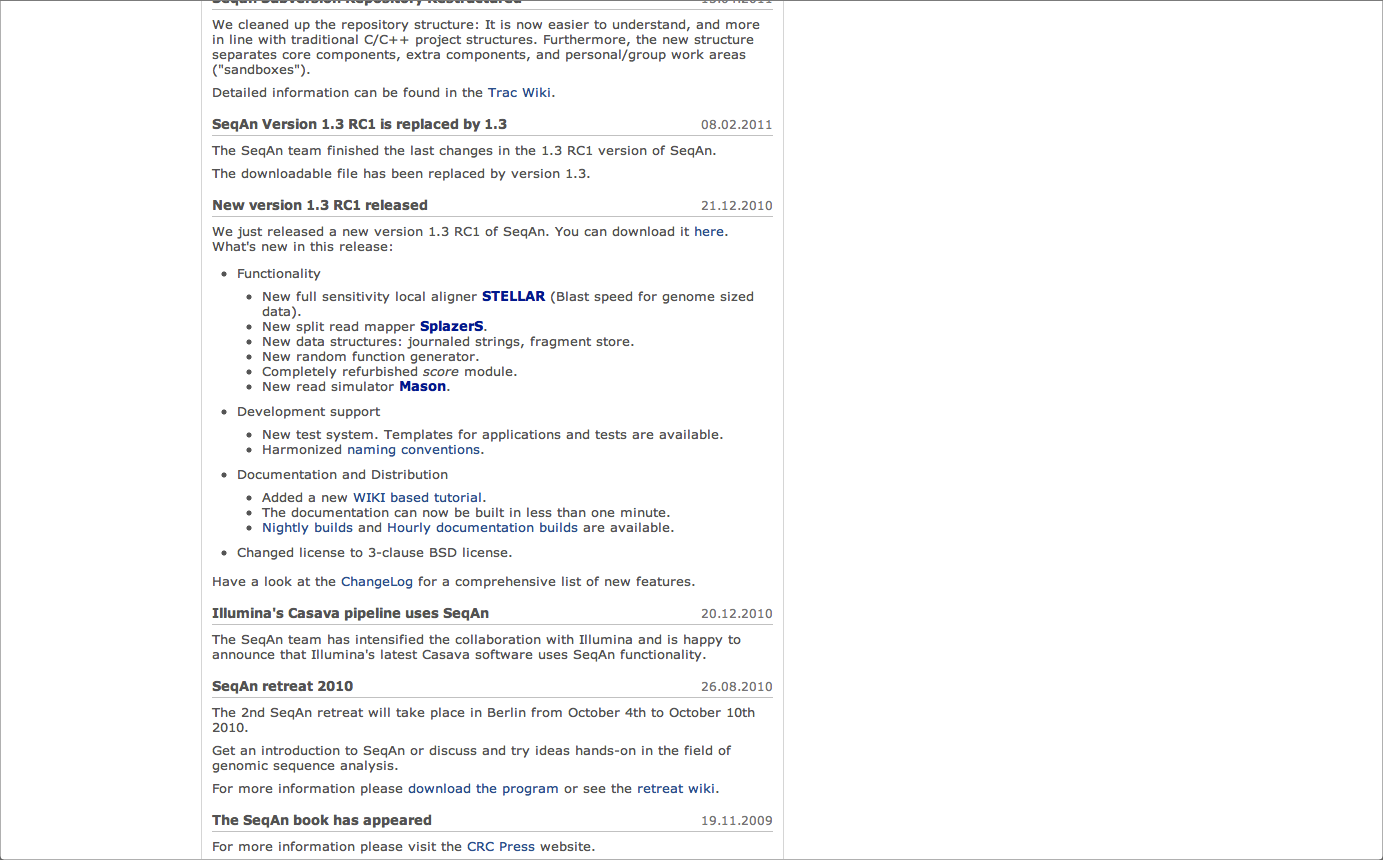 SeqAn Subversion Repository Restructured 13.04.2011
We cleaned up the repository structure: It is now easier to understand, and more
in line with traditional C/C++ project structures. Furthermore, the new structure
separates core components, extra components, and personal/group work areas
("sandboxes").
Detailed information can be found in the Trac Wiki.
SeqAn Version 1.3 RC1 is replaced by 1.3 08.02.2011
The SeqAn team finished the last changes in the 1.3 RC1 version of SeqAn.
The downloadable file has been replaced by version 1.3.
New version 1.3 RC1 released 21.12.2010
We just released a new version 1.3 RC1 of SeqAn. You can download it here.
What's new in this release:
• Functionality
• New full sensitivity local aligner STELLAR (Blast speed for genome sized
data).
• New split read mapper SplazerS.
• New data structures: journaled strings, fragment store.
• New random function generator.
• Completely refurbished score module.
• New read simulator Mason.
• Development support
• New test system. Templates for applications and tests are available.
• Harmonized naming conventions.
• Documentation and Distribution
• Added a new WIKI based tutorial.
• The documentation can now be built in less than one minute.
• Nightly builds and Hourly documentation builds are available.
• Changed license to 3-clause BSD license.
Have a look at the ChangeLog for a comprehensive list of new features.
Illumina's Casava pipeline uses SeqAn 20.12.2010
The SeqAn team has intensified the collaboration with Illumina and is happy to
announce that Illumina's latest Casava software uses SeqAn functionality.
SeqAn retreat 2010 26.08.2010
The 2nd SeqAn retreat will take place in Berlin from October 4th to October 10th
2010.
Get an introduction to SeqAn or discuss and try ideas hands-on in the field of
genomic sequence analysis.
For more information please download the program or see the retreat wiki.
The SeqAn book has appeared 19.11.2009
For more information please visit the CRC Press website.